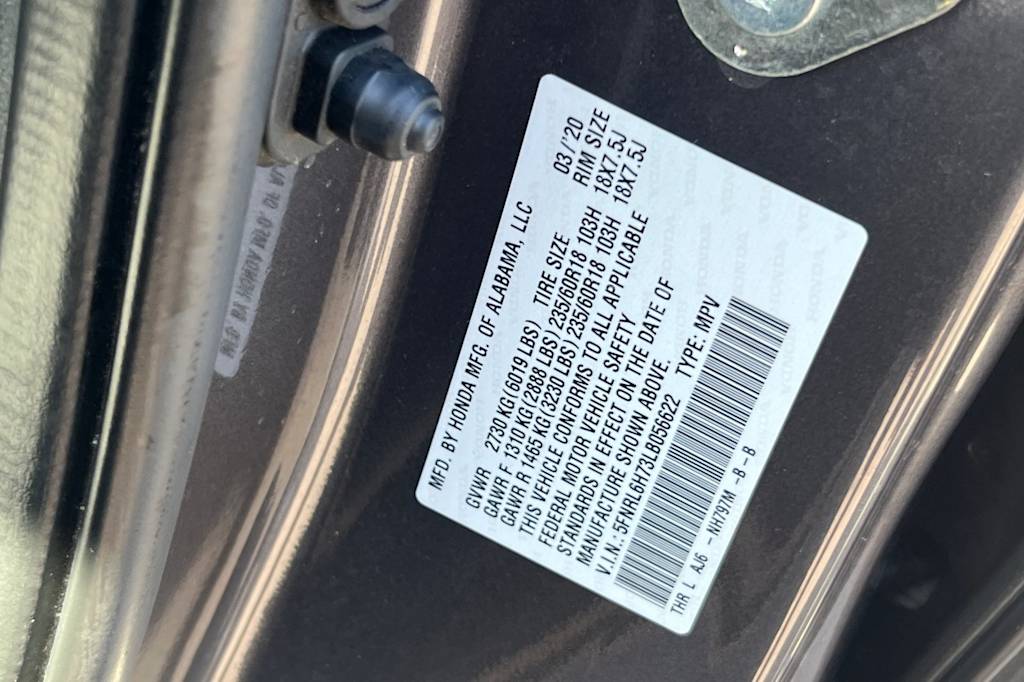 MFD. BY HONDA MFG. OF ALABAMA, LLC 03/'20
GVWR 2730 KG (6019 LBS) TIRE SIZE RIM SIZE
GAWR F 1310 KG (2888 LBS) 235/60R18 103H 18X7.5J
GAWR R 1465 KG (3230 LBS) 235/60R18 103H 18X7.5J
THIS VEHICLE CONFORMS TO ALL APPLICABLE
FEDERAL MOTOR VEHICLE SAFETY
STANDARDS IN EFFECT ON THE DATE OF
MANUFACTURE SHOWN ABOVE.
V.I.N.: 5FNRL6H73LB056622 TYPE: MPV
THR L AJ6 -NH797M -B -B